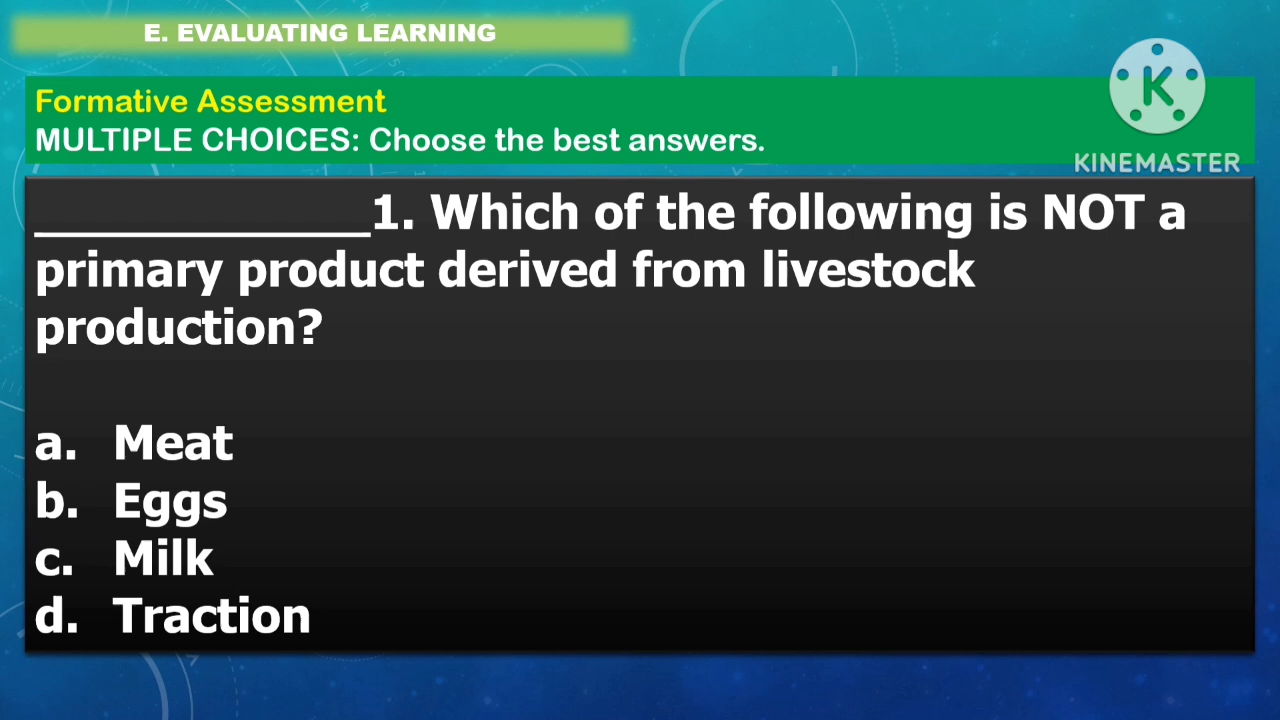 E. EVALUATING LEARNING
Formative Assessment
MULTIPLE CHOICES: Choose the best answers.
K
KINEMASTER
______________1. Which of the following is NOT a
primary product derived from livestock
production?
a. Meat
b. Eggs
c. Milk
d. Traction